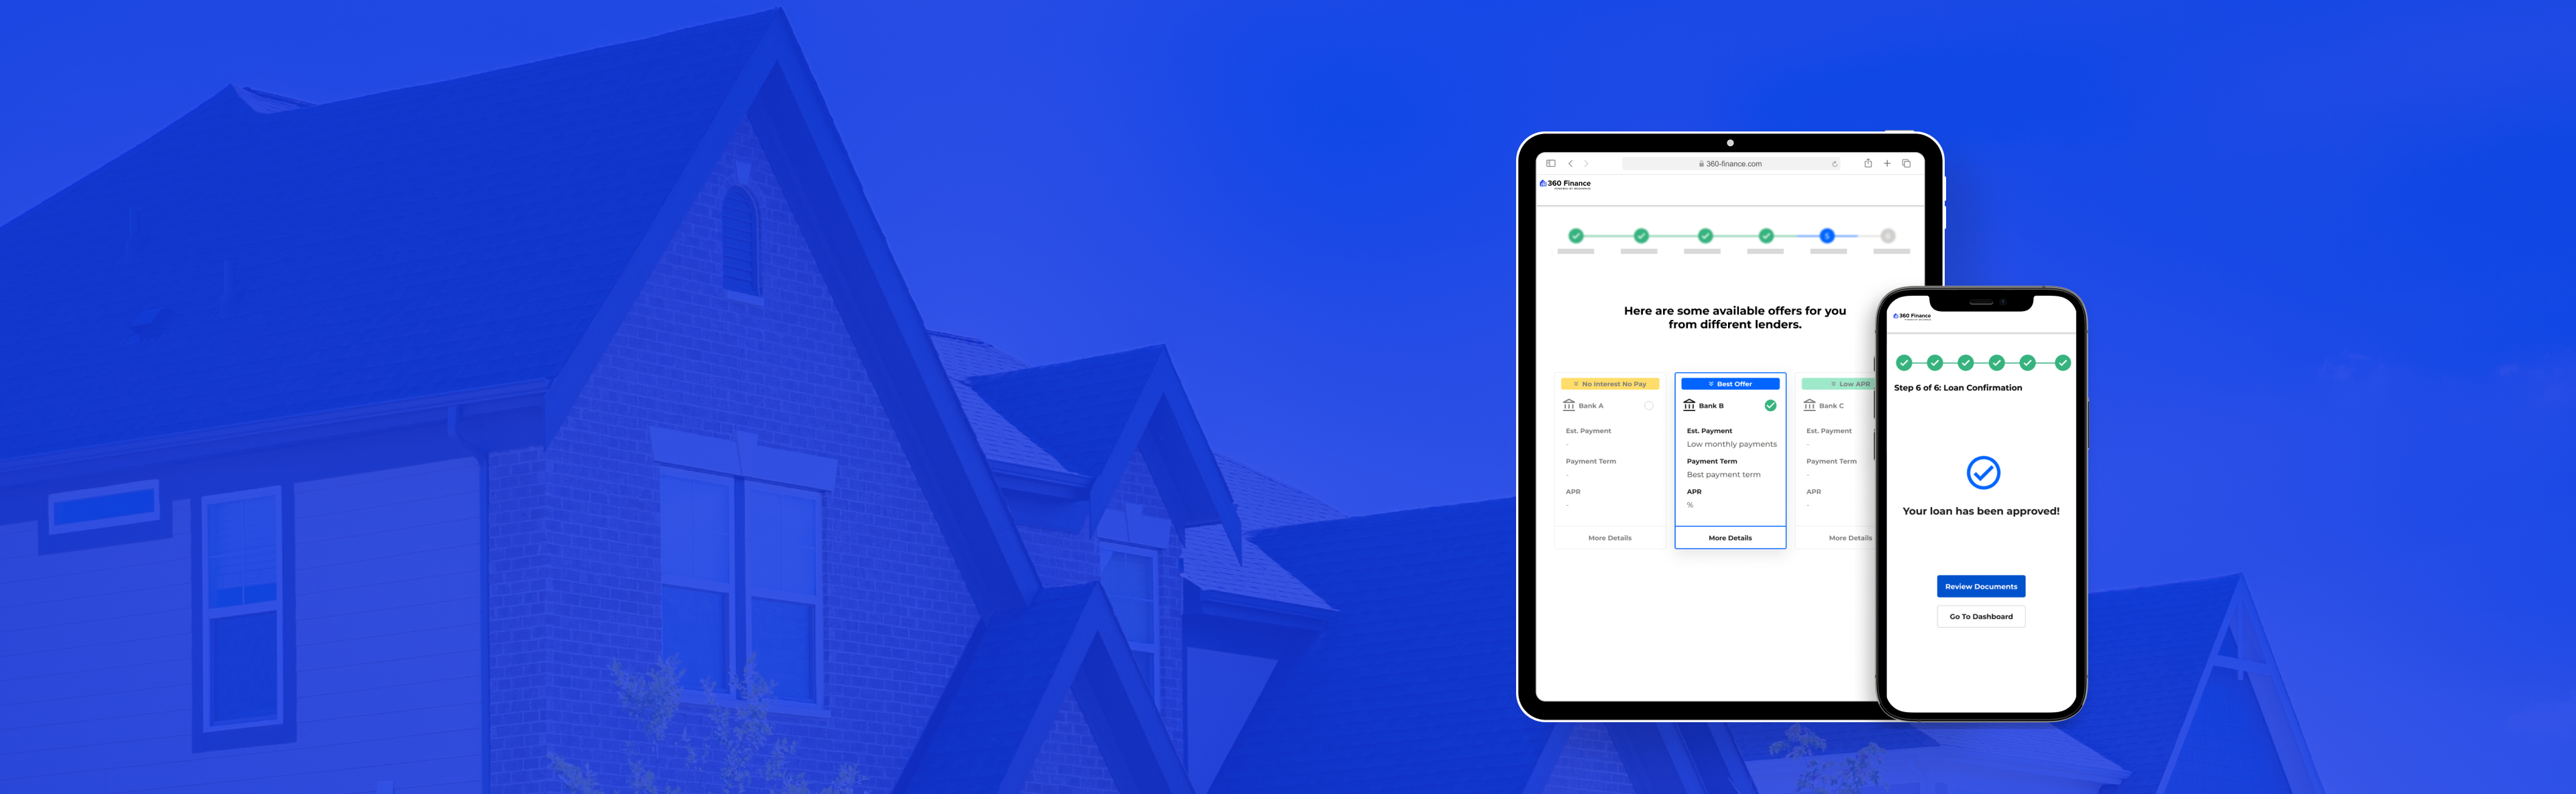 360-finance.com
360 Finance
5
Here are some available offers for you
from different lenders.
No Interest No Pay
Bank A
Est. Payment
-
Payment Term
-
APR
-
More Details
Best Offer
Bank B
Est. Payment
Low monthly payments
Payment Term
Best payment term
APR
%
More Details
Low APR
Bank C
Est. Payment
-
Payment Term
-
APR
-
More Details
360 Finance
Step 6 of 6: Loan Confirmation
Your loan has been approved!
Review Documents
Go To Dashboard